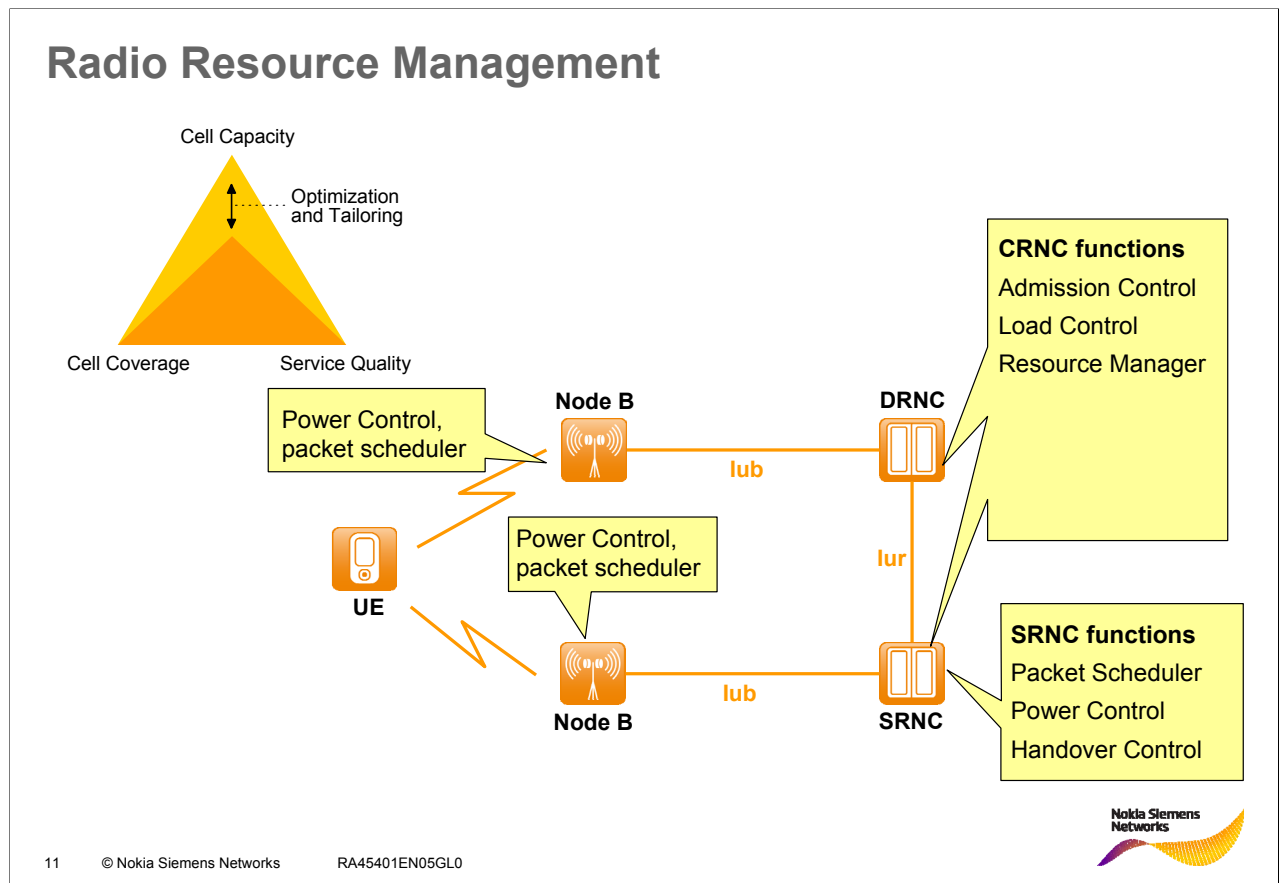 Radio Resource Management
Cell Capacity
Optimization
and Tailoring
Cell Coverage
Service Quality
CRNC functions
Admission Control
Load Control
Resource Manager
Power Control,
packet scheduler
Node B
DRNC
Iub
Power Control,
packet scheduler
Iur
UE
SRNC functions
Packet Scheduler
Power Control
Handover Control
Iub
Node B
SRNC
Nokia Siemens
Networks
11 © Nokia Siemens Networks RA45401EN05GL0